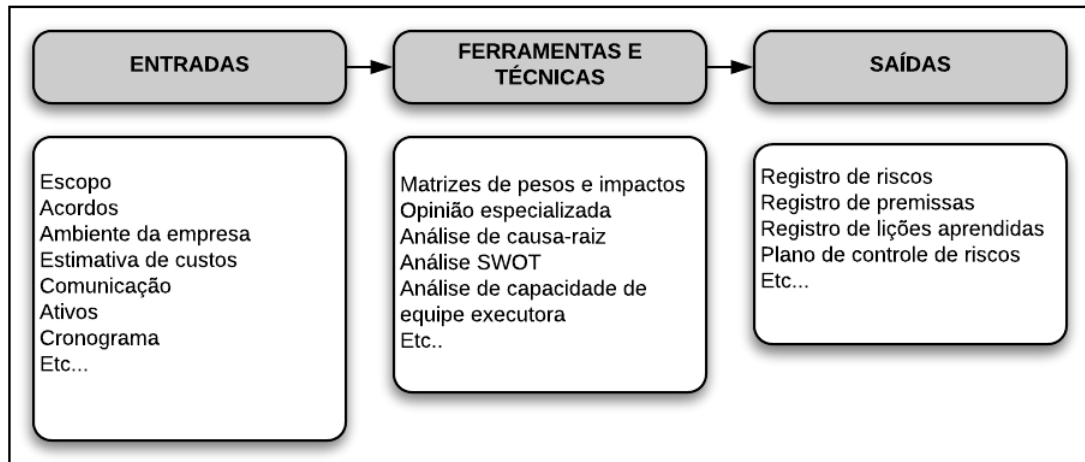 ENTRADAS
FERRAMENTAS E
TÉCNICAS
SAÍDAS
Escopo
Acordos
Ambiente da empresa
Estimativa de custos
Comunicação
Ativos
Cronograma
Etc...
Matrizes de pesos e impactos
Opinião especializada
Análise de causa-raiz
Análise SWOT
Análise de capacidade de
equipe executora
Etc..
Registro de riscos
Registro de premissas
Registro de lições aprendidas
Plano de controle de riscos
Etc...